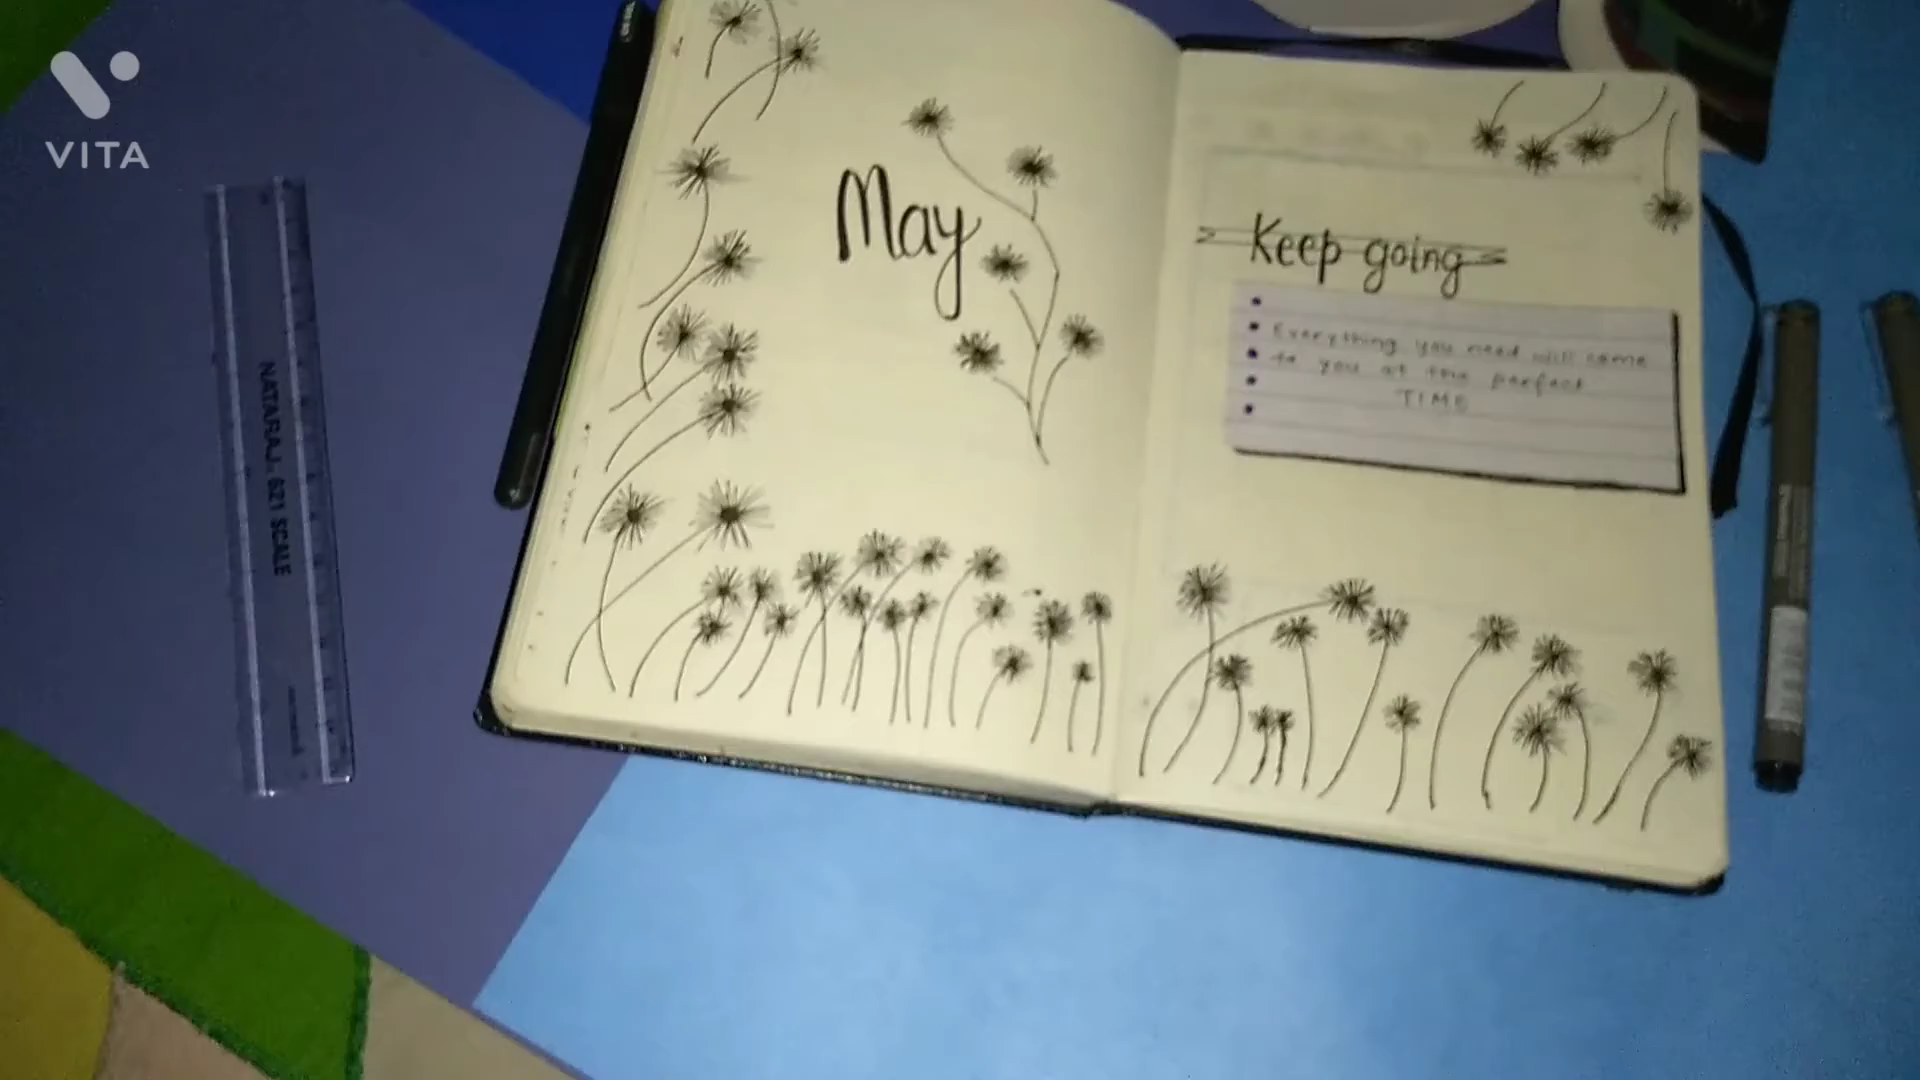 VITA
NATARAJ. 621 SCALE
May
Keep going
Everything you need will come
to you at the perfect
TIME